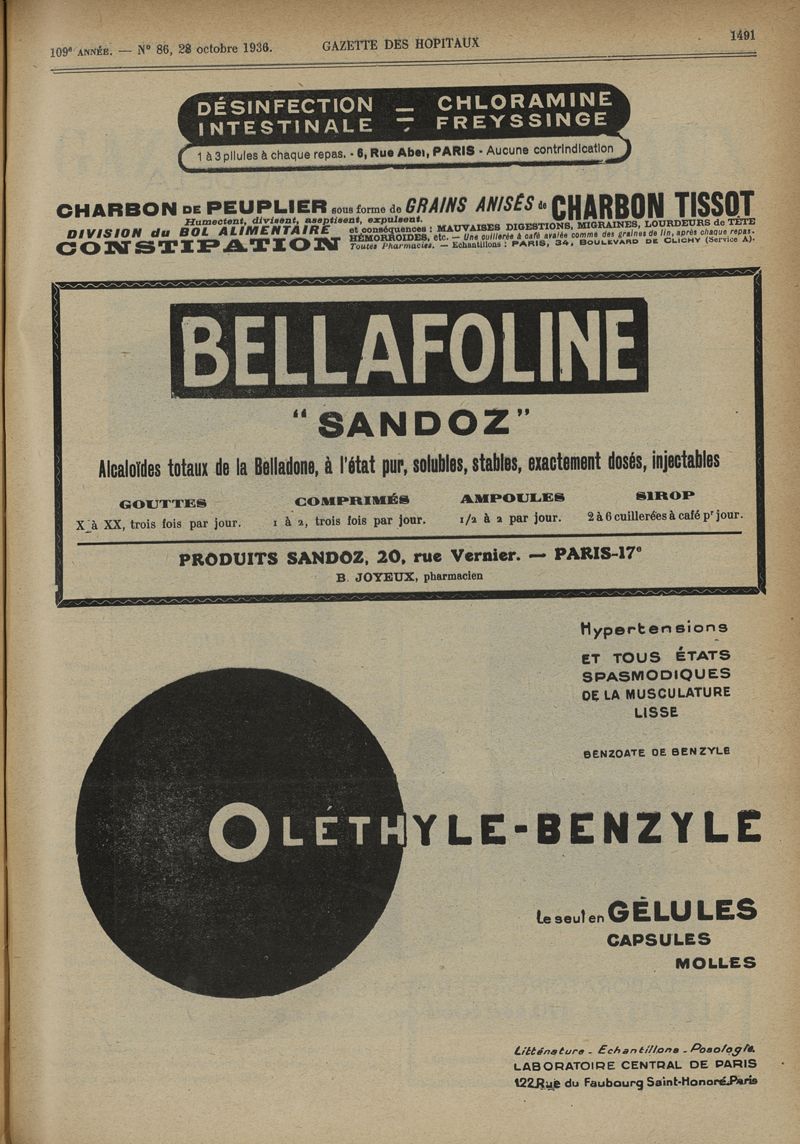 109e ANNÉE. — N° 86, 28 octobre 1936. GAZETTE DES HOPITAUX 1491
DÉSINFECTION INTESTINALE = CHLORAMINE FREYSSINGE
1 à 3 pilules à chaque repas. - 6, Rue Abel, PARIS - Aucune contrindication
CHARBON DE PEUPLIER sous forme de GRAINS ANISÉS de CHARBON TISSOT
Humectent, divisent, aseptisent, expulsent.
DIVISION du BOL ALIMENTAIRE
CONSTIPATION
et conséquences : MAUVAISES DIGESTIONS, MIGRAINES, LOURDEURS de TÊTE
HÉMORROIDES, etc. — Une cuillerée à café avalée comme des graines de lin, après chaque repas.
Toutes Pharmacies. — Echantillons : PARIS, 34, BOULEVARD DE CLICHY (Service A).
BELLAFOLINE
“SANDOZ”
Alcaloïdes totaux de la Belladone, à l'état pur, solubles, stables, exactement dosés, injectables
GOUTTES
X à XX, trois fois par jour.
COMPRIMÉS
1 à 2, trois fois par jour.
AMPOULES
1/2 à 2 par jour.
SIROP
2 à 6 cuillerées à café pr jour.
PRODUITS SANDOZ, 20, rue Vernier. — PARIS-17e
B. JOYEUX, pharmacien
Hypertensions
ET TOUS ÉTATS
SPASMODIQUES
DE LA MUSCULATURE
LISSE
BENZOATE DE BENZYLE
OLÉTHYLE-BENZYLE
Le seul en GÉLULES
CAPSULES
MOLLES
Littérature - Echantillons - Posologie.
LABORATOIRE CENTRAL DE PARIS
122, Rue du Faubourg Saint-Honoré, Paris